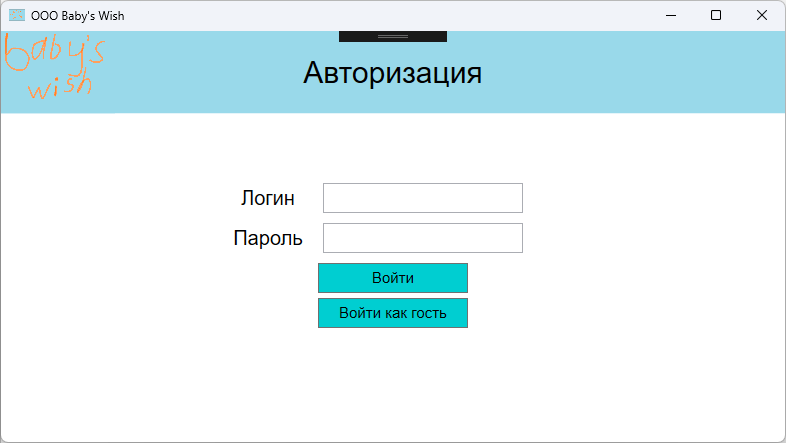 OOO Baby's Wish
baby's
wish
Авторизация
Логин
Пароль
Войти
Войти как гость